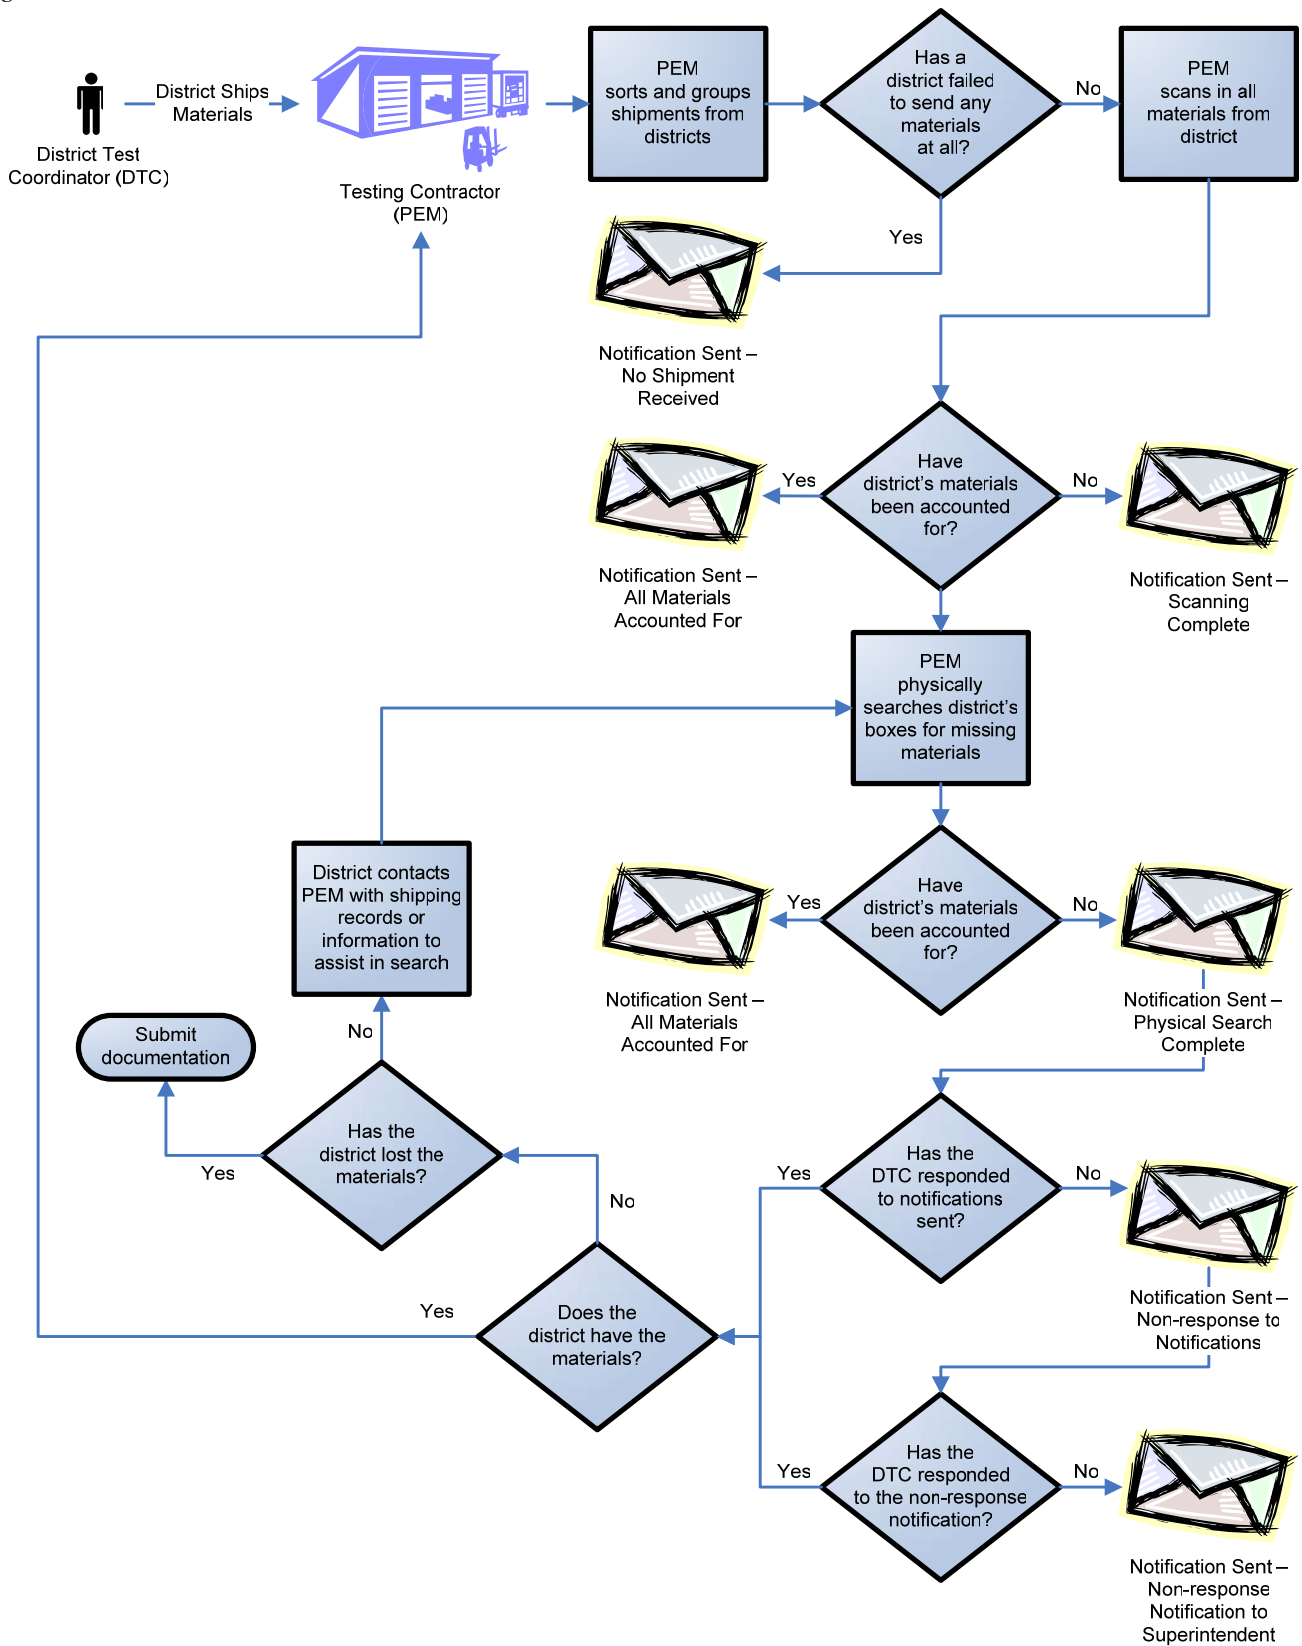 g
District Ships
Materials
District Test
Coordinator (DTC)
Testing Contractor
(PEM)
PEM
sorts and groups
shipments from
districts
Has a
district failed
to send any
materials
at all?
No
PEM
scans in all
materials from
district
Yes
Notification Sent –
No Shipment
Received
Have
district's materials
been accounted
for?
Yes
No
Notification Sent –
All Materials
Accounted For
Notification Sent –
Scanning
Complete
PEM
physically
searches district's
boxes for missing
materials
District contacts
PEM with shipping
records or
information to
assist in search
Have
district's materials
been accounted
for?
Yes
No
Notification Sent –
All Materials
Accounted For
Notification Sent –
Physical Search
Complete
Submit
documentation
No
Has the
district lost the
materials?
Yes
No
Has the
DTC responded
to notifications
sent?
Yes
No
Notification Sent –
Non-response to
Notifications
Does the
district have the
materials?
Yes
Has the
DTC responded
to the non-response
notification?
Yes
No
Notification Sent –
Non-response
Notification to
Superintendent